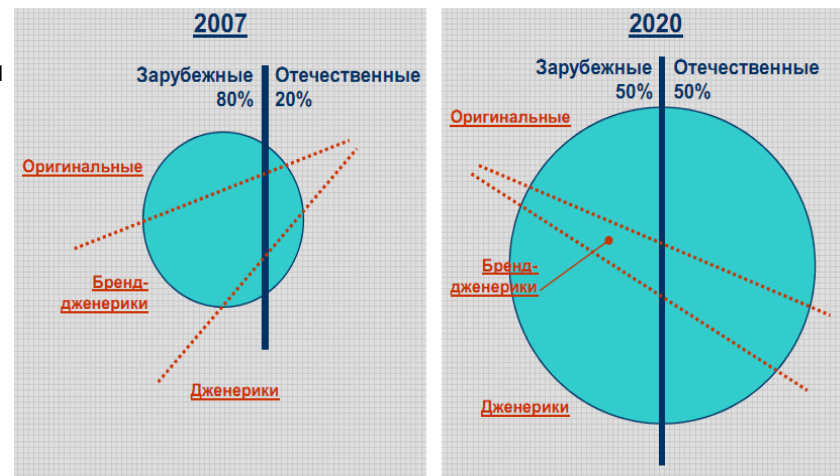 2007
Зарубежные
80%
Отечественные
20%
Оригинальные
Бренд-
дженерики
Дженерики
2020
Зарубежные
50%
Отечественные
50%
Оригинальные
Бренд-
дженерики
Дженерики